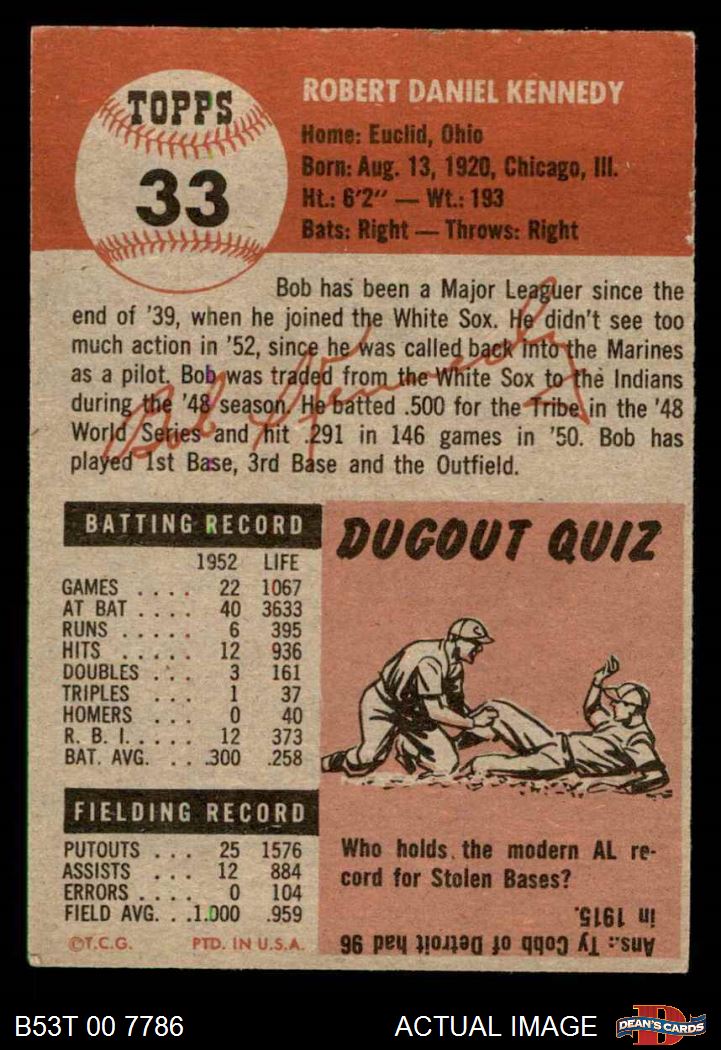 TOPPS
33
ROBERT DANIEL KENNEDY
Home: Euclid, Ohio
Born: Aug. 13, 1920, Chicago, Ill.
Ht.: 6'2" — Wt.: 193
Bats: Right — Throws: Right
Bob has been a Major Leaguer since the
end of '39, when he joined the White Sox. He didn't see too
much action in '52, since he was called back into the Marines
as a pilot. Bob was traded from the White Sox to the Indians
during the '48 season. He batted .500 for the Tribe in the '48
World Series and hit .291 in 146 games in '50. Bob has
played 1st Base, 3rd Base and the Outfield.
Bob Kennedy
BATTING RECORD
1952 LIFE
GAMES . . . . 22 1067
AT BAT . . . . 40 3633
RUNS . . . . . 6 395
HITS . . . . . 12 936
DOUBLES . . . 3 161
TRIPLES . . . 1 37
HOMERS . . . 0 40
R. B. I. . . . . 12 373
BAT. AVG. . . .300 .258
FIELDING RECORD
PUTOUTS . . . 25 1576
ASSISTS . . . 12 884
ERRORS . . . . 0 104
FIELD AVG. . . 1.000 .959
©T.C.G. PTD. IN U.S.A.
DUGOUT QUIZ
C
Who holds the modern AL re-
cord for Stolen Bases?
Ans.: Ty Cobb of Detroit had 96
in 1915.
B53T 00 7786
ACTUAL IMAGE
D
DEAN'S CARDS